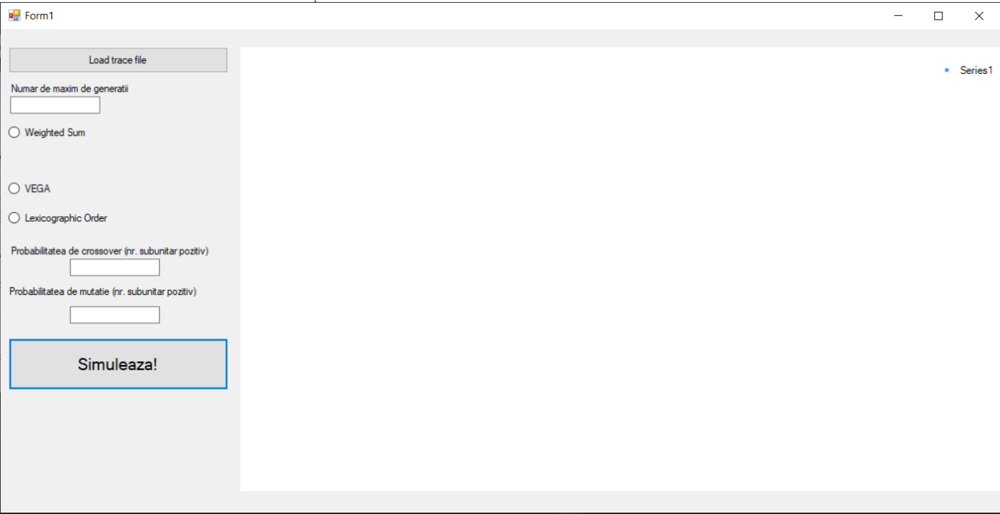 Form1
Load trace file
Numar de maxim de generatii
Weighted Sum
VEGA
Lexicographic Order
Probabilitatea de crossover (nr. subunitar pozitiv)
Probabilitatea de mutatie (nr. subunitar pozitiv)
Simuleaza!
Series1